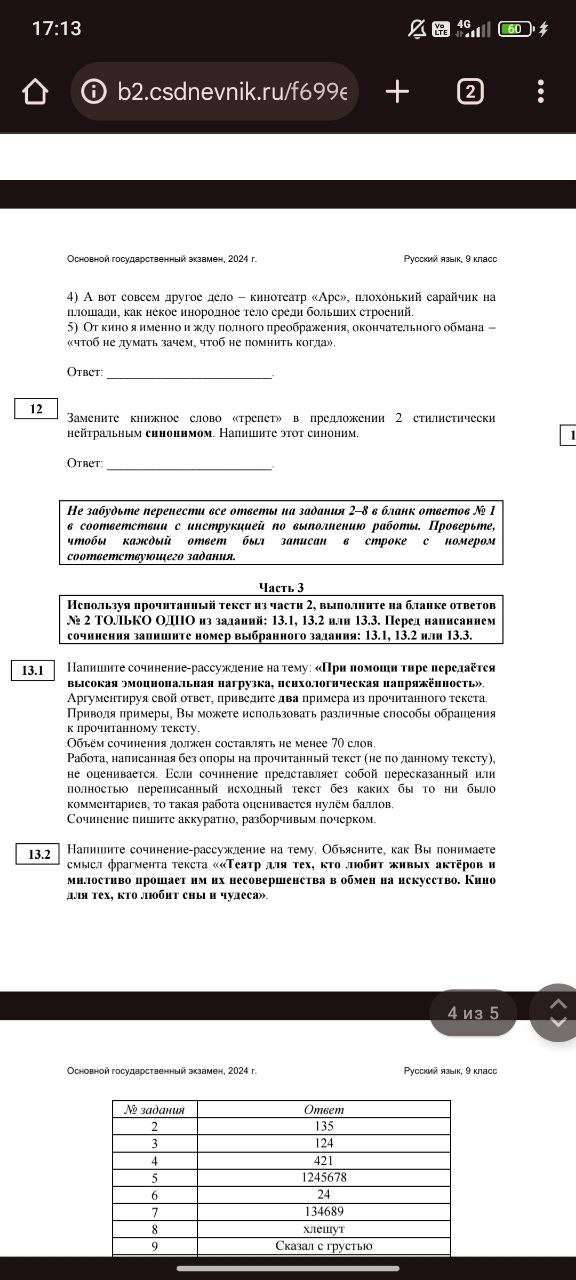 17:13
Vo LTE 4G 60
b2.csdnevnik.ru/f699e
2
Основной государственный экзамен, 2024 г. Русский язык, 9 класс
4) А вот совсем другое дело – кинотеатр «Арс», плохонький сарайчик на
площади, как некое инородное тело среди больших строений.
5) От кино я именно и жду полного преображения, окончательного обмана –
«чтоб не думать зачем, чтоб не помнить когда».
Ответ: ________________________.
12
Замените книжное слово «трепет» в предложении 2 стилистически
нейтральным синонимом. Напишите этот синоним.
1
Ответ: ________________________.
Не забудьте перенести все ответы на задания 2–8 в бланк ответов № 1
в соответствии с инструкцией по выполнению работы. Проверьте,
чтобы каждый ответ был записан в строке с номером
соответствующего задания.
Часть 3
Используя прочитанный текст из части 2, выполните на бланке ответов
№ 2 ТОЛЬКО ОДНО из заданий: 13.1, 13.2 или 13.3. Перед написанием
сочинения запишите номер выбранного задания: 13.1, 13.2 или 13.3.
13.1
Напишите сочинение-рассуждение на тему: «При помощи тире передаётся
высокая эмоциональная нагрузка, психологическая напряжённость».
Аргументируя свой ответ, приведите два примера из прочитанного текста.
Приводя примеры, Вы можете использовать различные способы обращения
к прочитанному тексту.
Объём сочинения должен составлять не менее 70 слов.
Работа, написанная без опоры на прочитанный текст (не по данному тексту),
не оценивается. Если сочинение представляет собой пересказанный или
полностью переписанный исходный текст без каких бы то ни было
комментариев, то такая работа оценивается нулём баллов.
Сочинение пишите аккуратно, разборчивым почерком.
13.2
Напишите сочинение-рассуждение на тему. Объясните, как Вы понимаете
смысл фрагмента текста ««Театр для тех, кто любит живых актёров и
милостиво прощает им их несовершенства в обмен на искусство. Кино
для тех, кто любит сны и чудеса».
4 из 5
Основной государственный экзамен, 2024 г. Русский язык, 9 класс
№ задания Ответ
2 135
3 124
4 421
5 1245678
6 24
7 134689
8 хлещут
9 Сказал с грустью